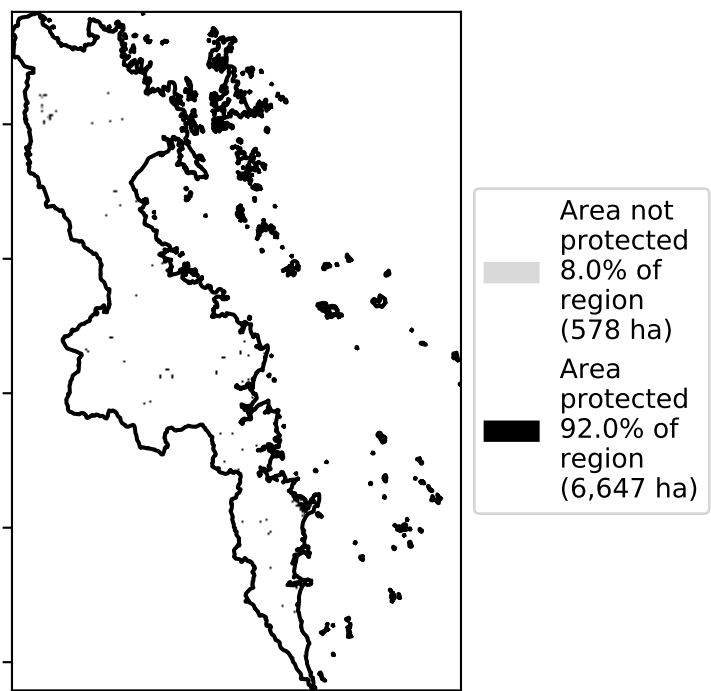 Area not
protected
8.0% of
region
(578 ha)
Area
protected
92.0% of
region
(6,647 ha)